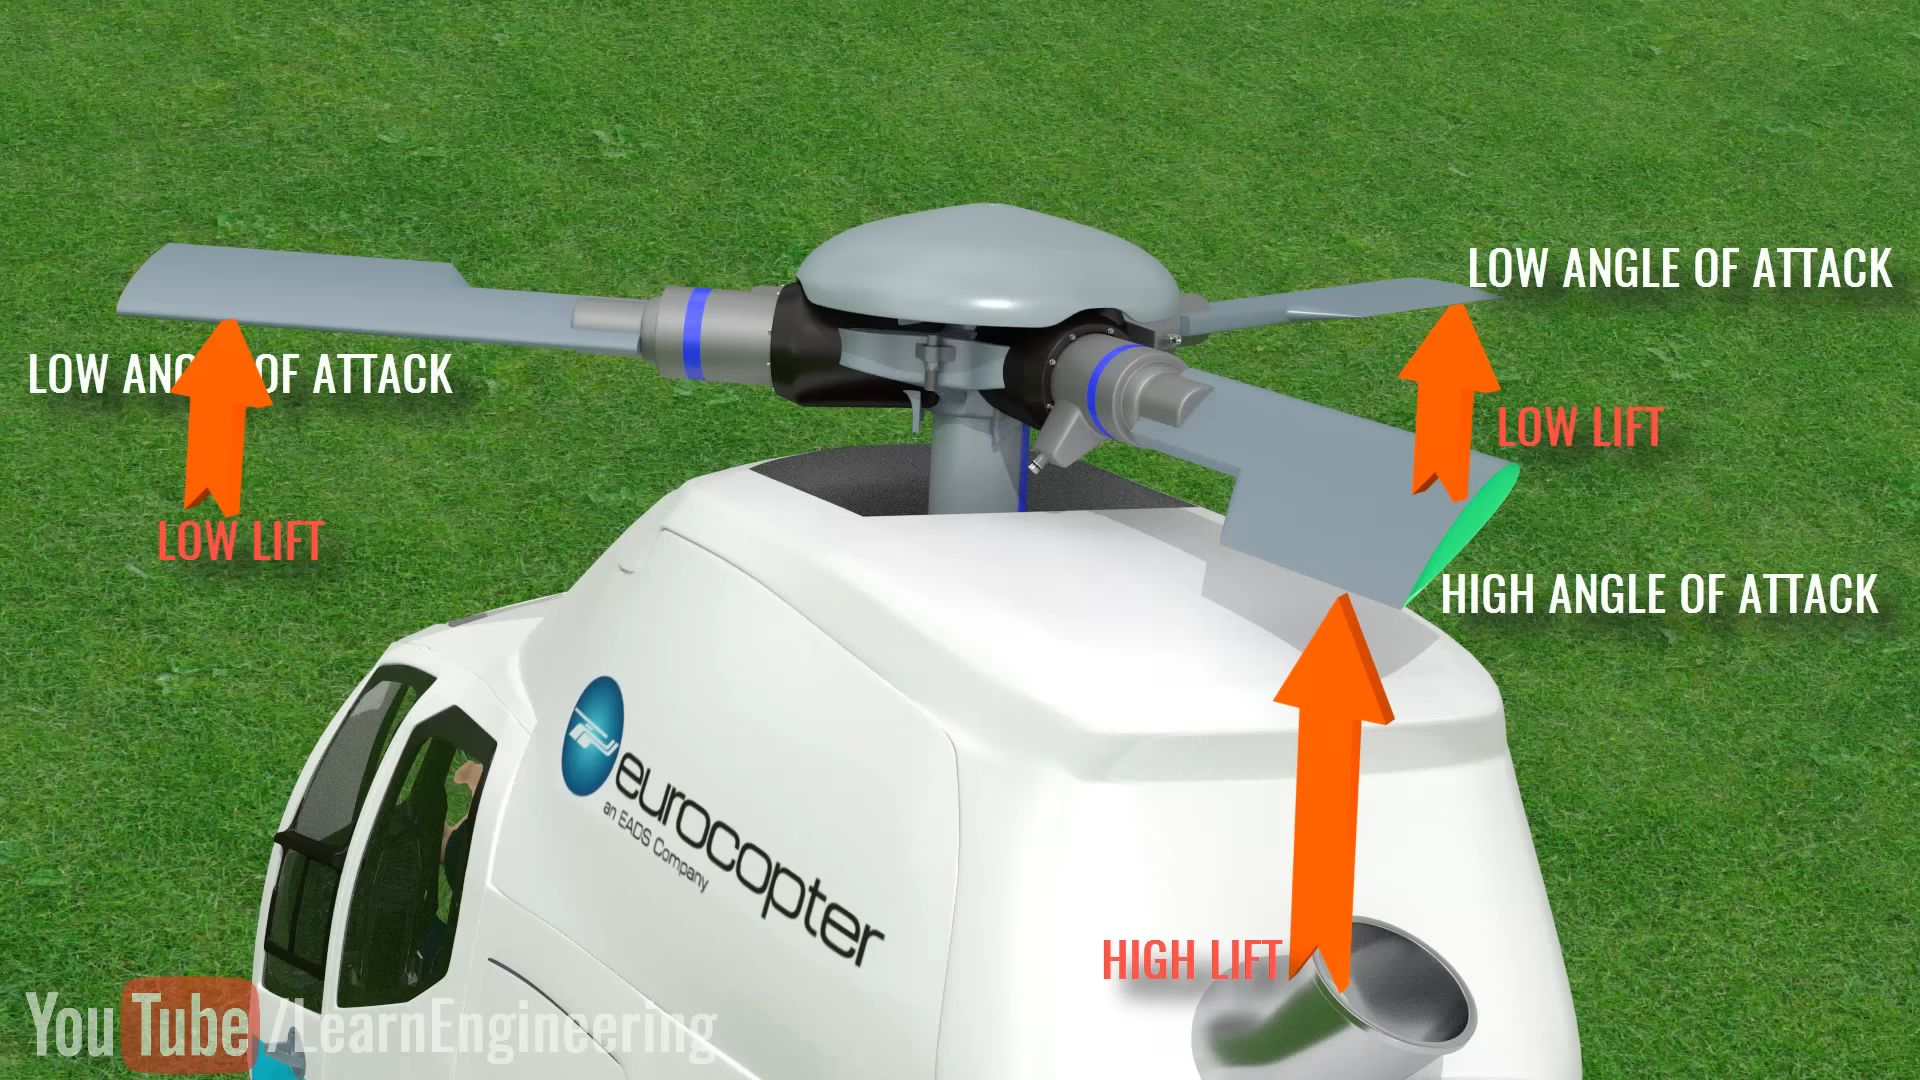 LOW ANGLE OF ATTACK
LOW ANGLE OF ATTACK
LOW LIFT
LOW LIFT
HIGH ANGLE OF ATTACK
eurocopter
an EADS Company
HIGH LIFT
YouTube /LearnEngineering